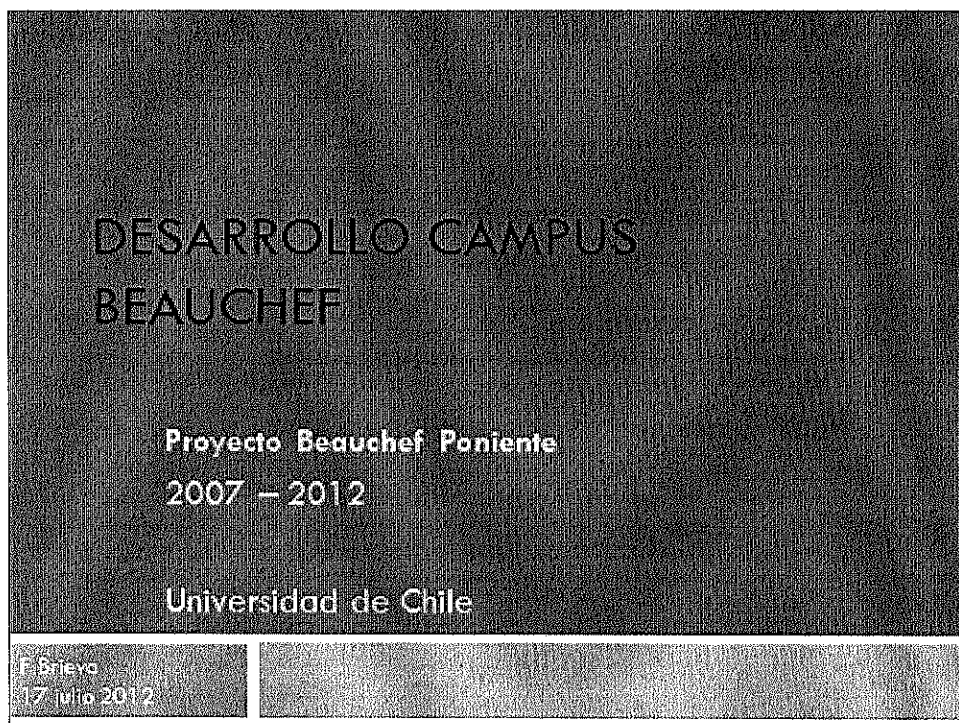 DESARROLLO CAMPUS
BEAUCHEF
Proyecto Beauchef Poniente
2007 – 2012
Universidad de Chile
F Brieva
17 julio 2012